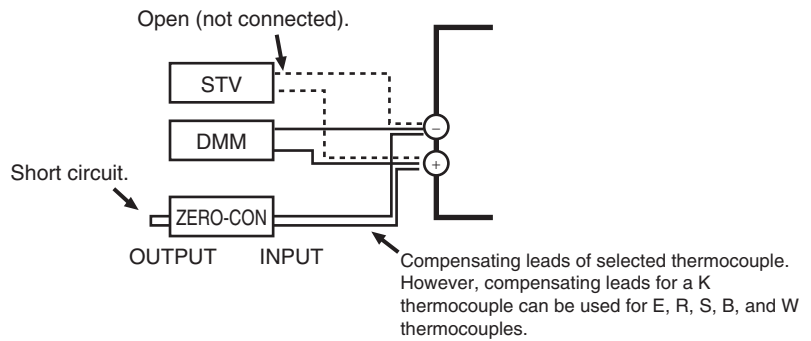 Open (not connected).
STV
−
DMM
+
Short circuit.
ZERO-CON
OUTPUT INPUT
Compensating leads of selected thermocouple.
However, compensating leads for a K
thermocouple can be used for E, R, S, B, and W
thermocouples.